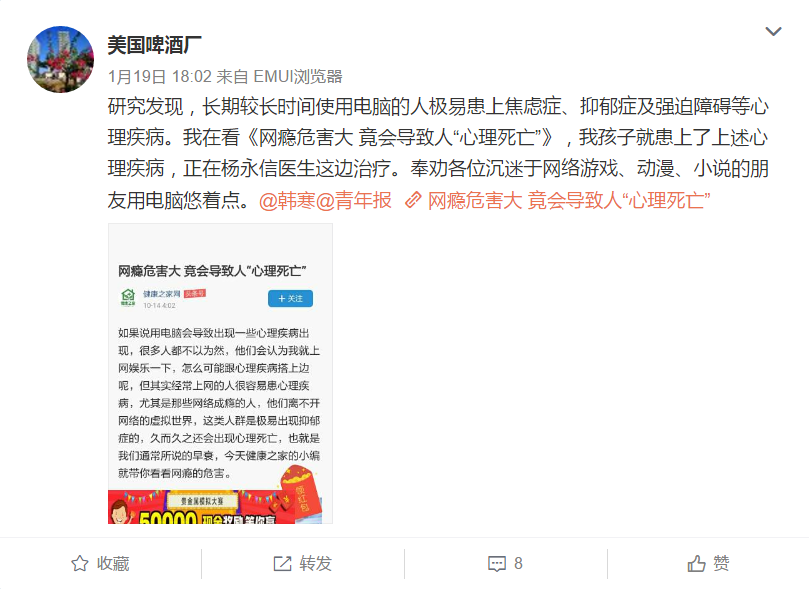 美国啤酒厂
1月19日 18:02 来自 EMUI浏览器
研究发现，长期较长时间使用电脑的人极易患上焦虑症、抑郁症及强迫障碍等心
理疾病。我在看《网瘾危害大 竟会导致人“心理死亡”》，我孩子就患上了上述心
理疾病，正在杨永信医生这边治疗。奉劝各位沉迷于网络游戏、动漫、小说的朋
友用电脑悠着点。@韩寒@青年报 网瘾危害大 竟会导致人“心理死亡”
网瘾危害大 竟会导致人“心理死亡”
健康之家网 头条号
10-14 4:02
+ 关注
如果说用电脑会导致出现一些心理疾病出
现，很多人都不以为然，他们会认为我就上
网娱乐一下，怎么可能跟心理疾病搭上边
呢，但其实经常上网的人很容易患心理疾
病，尤其是那些网络成瘾的人，他们离不开
网络的虚拟世界，这类人群是极易出现抑郁
症的，久而久之还会出现心理死亡，也就是
我们通常所说的早衰，今天健康之家的小编
就带你看看网瘾的危害。
贵金属模拟大赛
50000 现金奖励等你赢
收藏
转发
8
赞